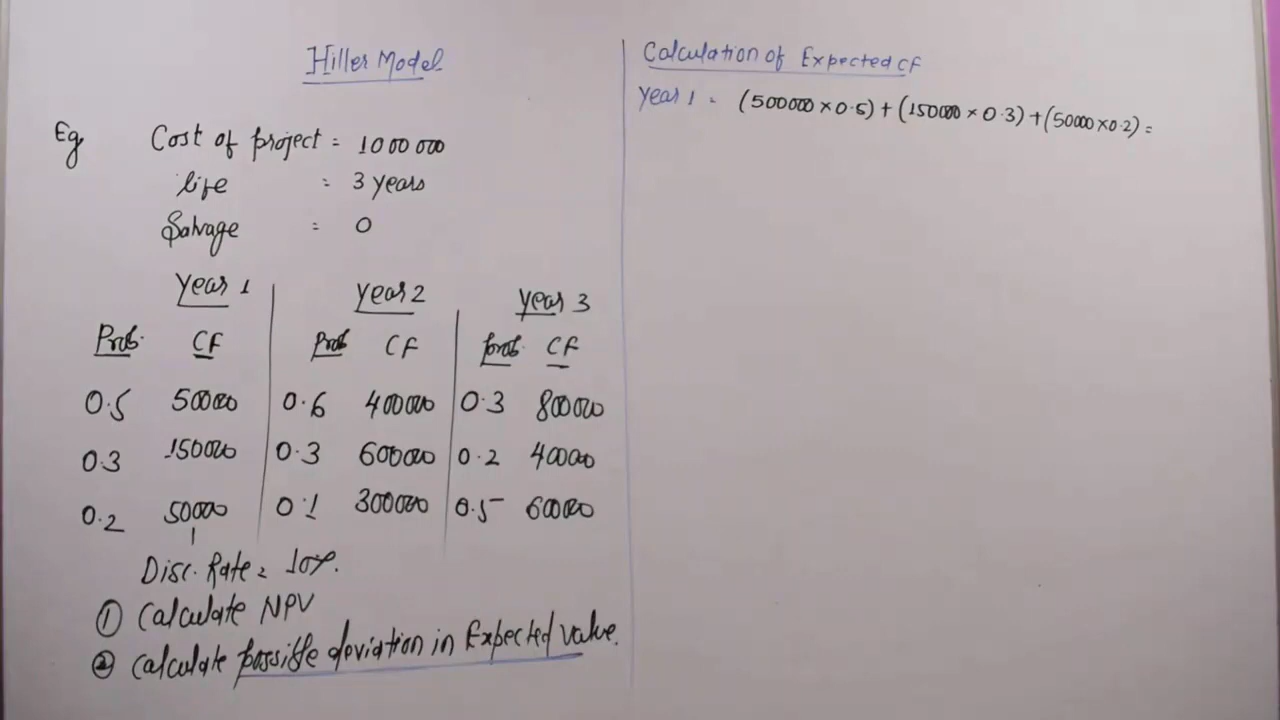 Hiller Model
Eg Cost of project = 1000 000
life = 3 years
Salvage = 0
Year 1 Year 2 Year 3
Prob. CF Prob CF Prob. CF
0.5 500000 0.6 400000 0.3 800000
0.3 150000 0.3 600000 0.2 40000
0.2 50000 0.1 300000 0.5 60000
Disc. Rate = 10%.
① Calculate NPV
② Calculate possible deviation in Expected value.
Calculation of Expected CF
Year 1 = (500000 × 0.5) + (150000 × 0.3) + (50000 × 0.2) =